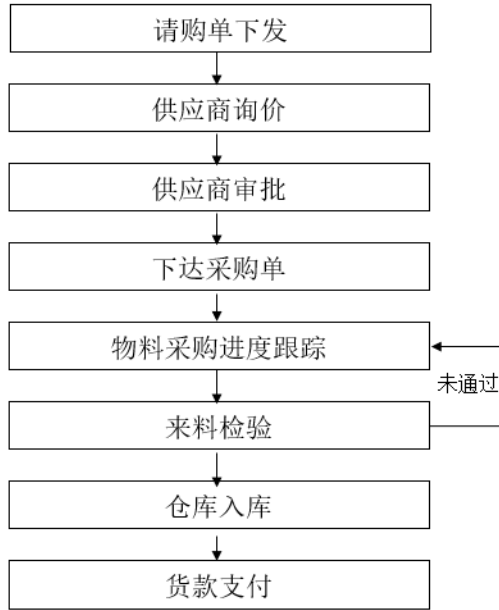 请购单下发
供应商询价
供应商审批
下达采购单
物料采购进度跟踪
未通过
来料检验
仓库入库
货款支付